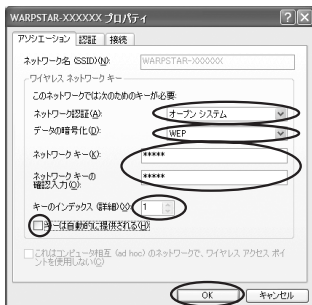 WARPSTAR-XXXXXX プロパティ
アソシエーション 認証 接続
ネットワーク名 (SSID)(N): WARPSTAR-XXXXXX
ワイヤレス ネットワーク キー
このネットワークでは次のためのキーが必要:
ネットワーク認証(A): オープン システム
データの暗号化(D): WEP
ネットワーク キー(K): *****
ネットワーク キーの
確認入力(O): *****
キーのインデックス (詳細)(X): 1
キーは自動的に提供される(H)
これはコンピュータ相互 (ad hoc) のネットワークで、ワイヤレス アクセス ポイ
ントを使用しない(C)
OK キャンセル